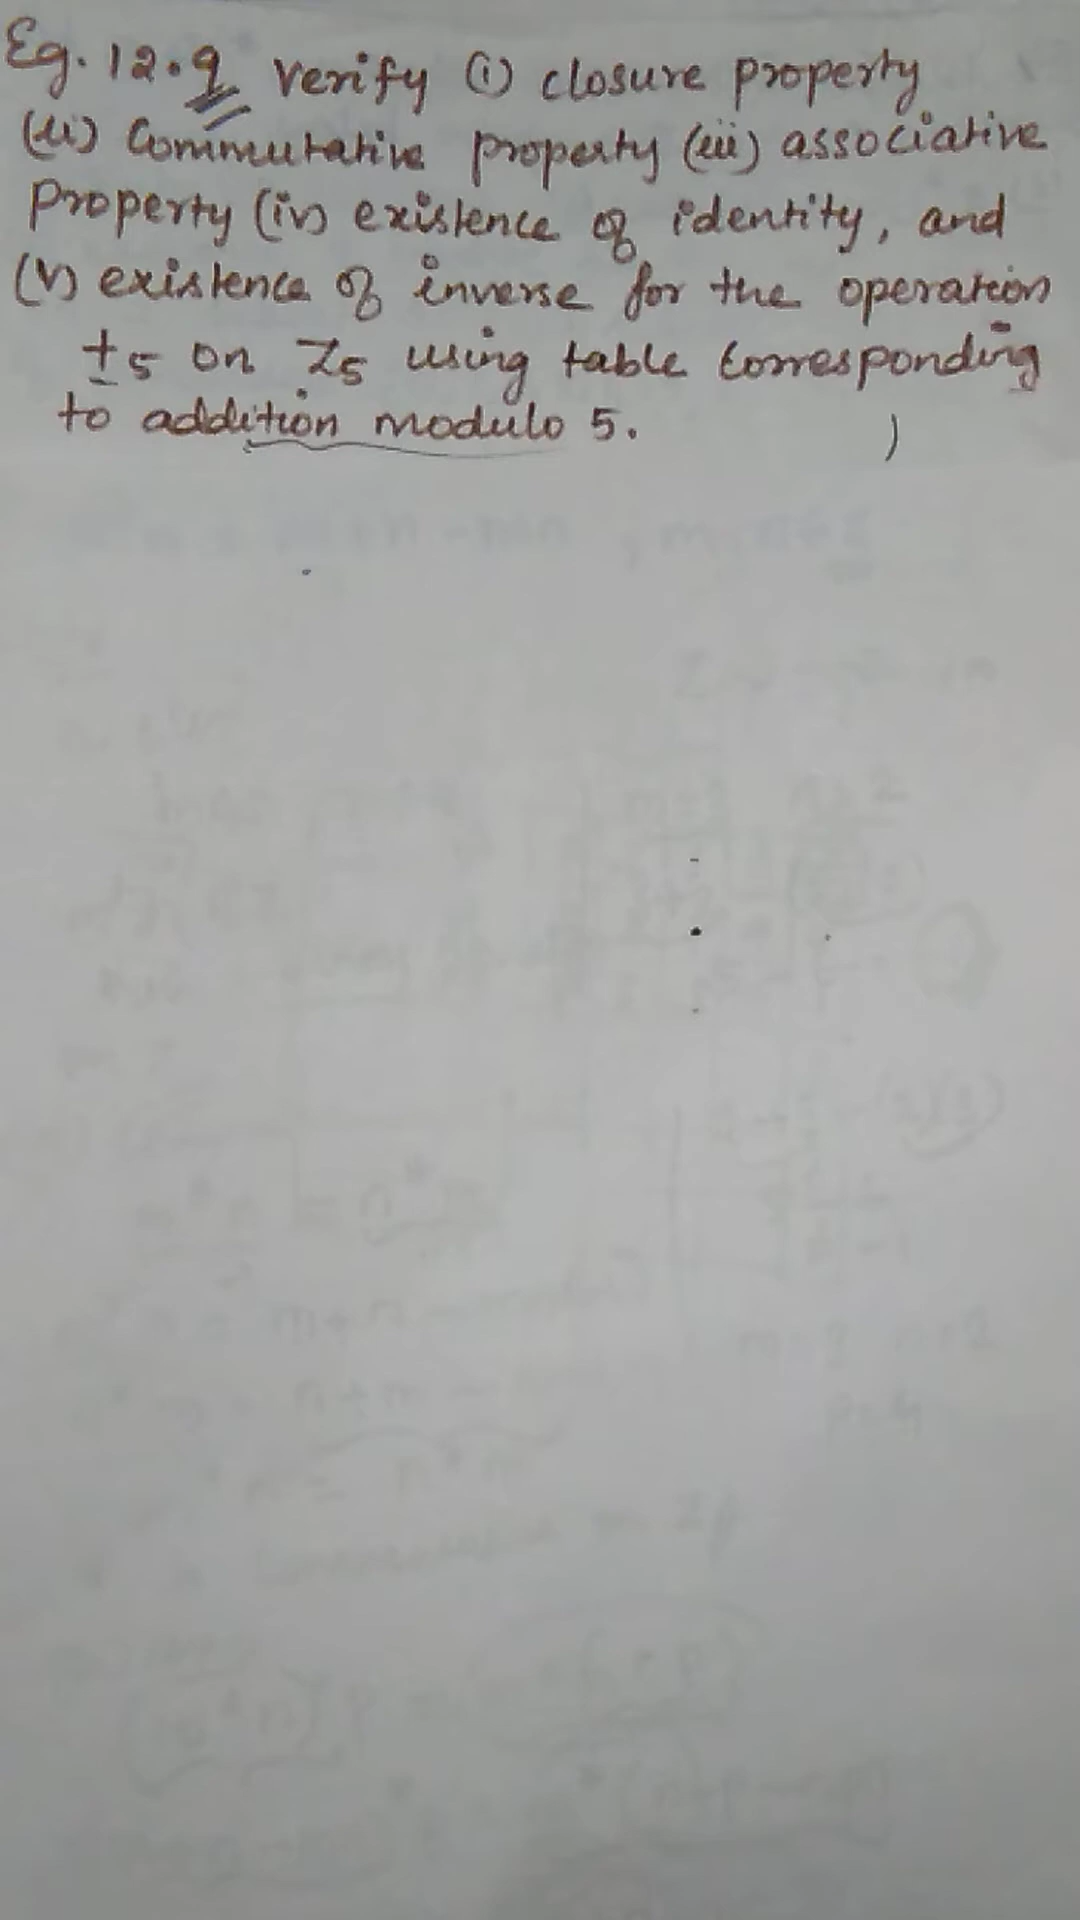 Eg. 12.9 Verify (i) closure property
(ii) Commutative property (iii) associative
Property (iv) existence of identity, and
(v) existence of inverse for the operation
+5 on Z5 using table Corresponding
to addition modulo 5.